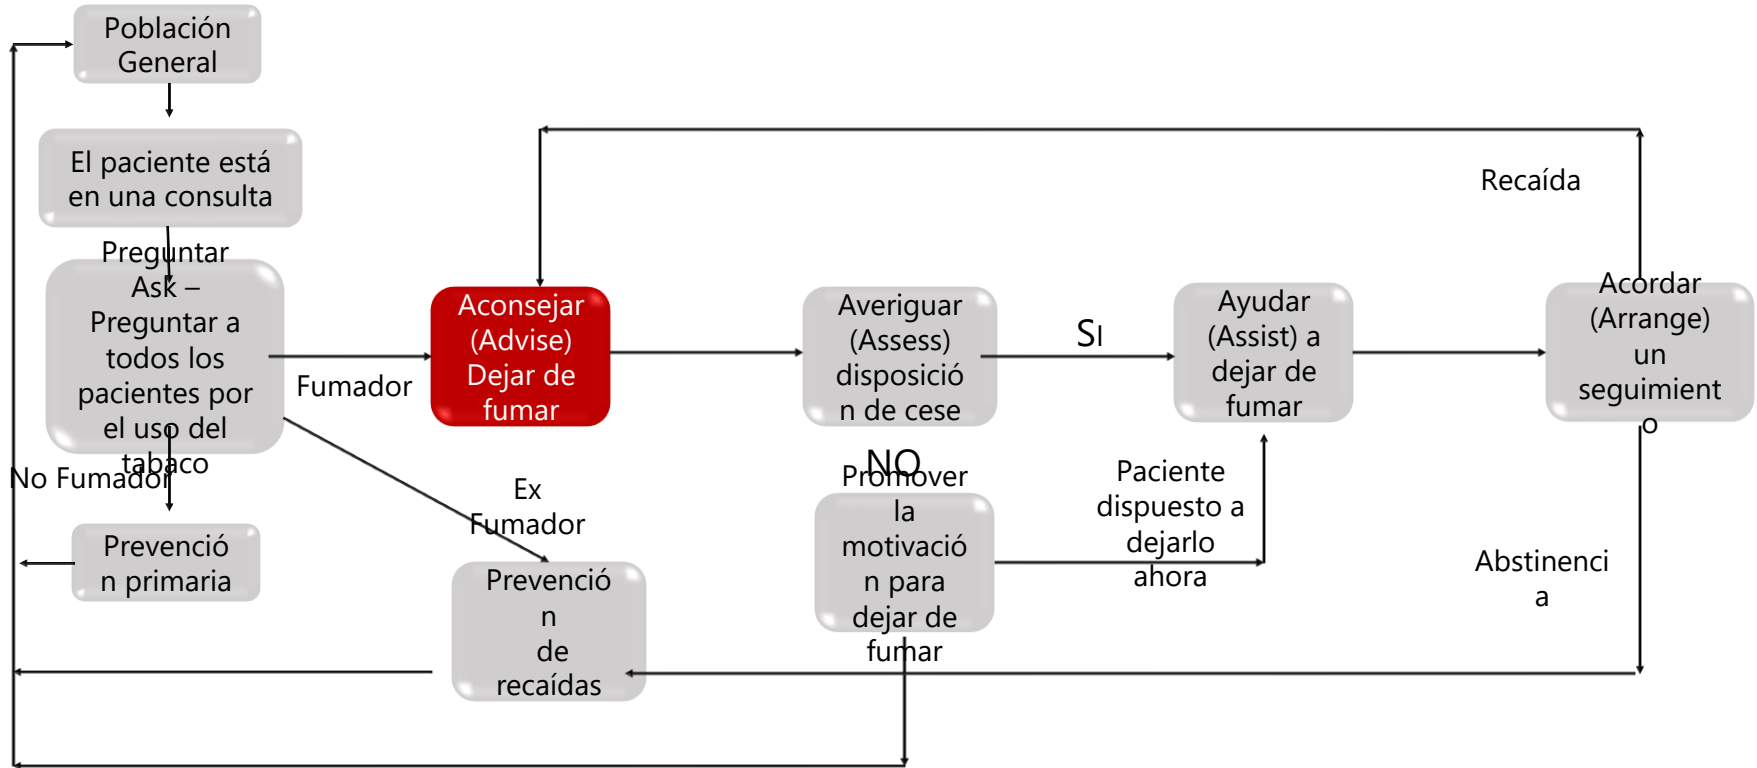 Población
General
El paciente está
en una consulta
Preguntar
Ask –
Preguntar a
todos los
pacientes por
el uso del
tabaco
No Fumador
Prevenció
n primaria
Fumador
Ex
Fumador
Prevenció
n
de
recaídas
Aconsejar
(Advise)
Dejar de
fumar
Averiguar
(Assess)
disposició
n de cese
SI
NO
Promover
la
motivació
n para
dejar de
fumar
Paciente
dispuesto a
dejarlo
ahora
Ayudar
(Assist) a
dejar de
fumar
Acordar
(Arrange)
un
seguimient
o
Recaída
Abstinenci
a